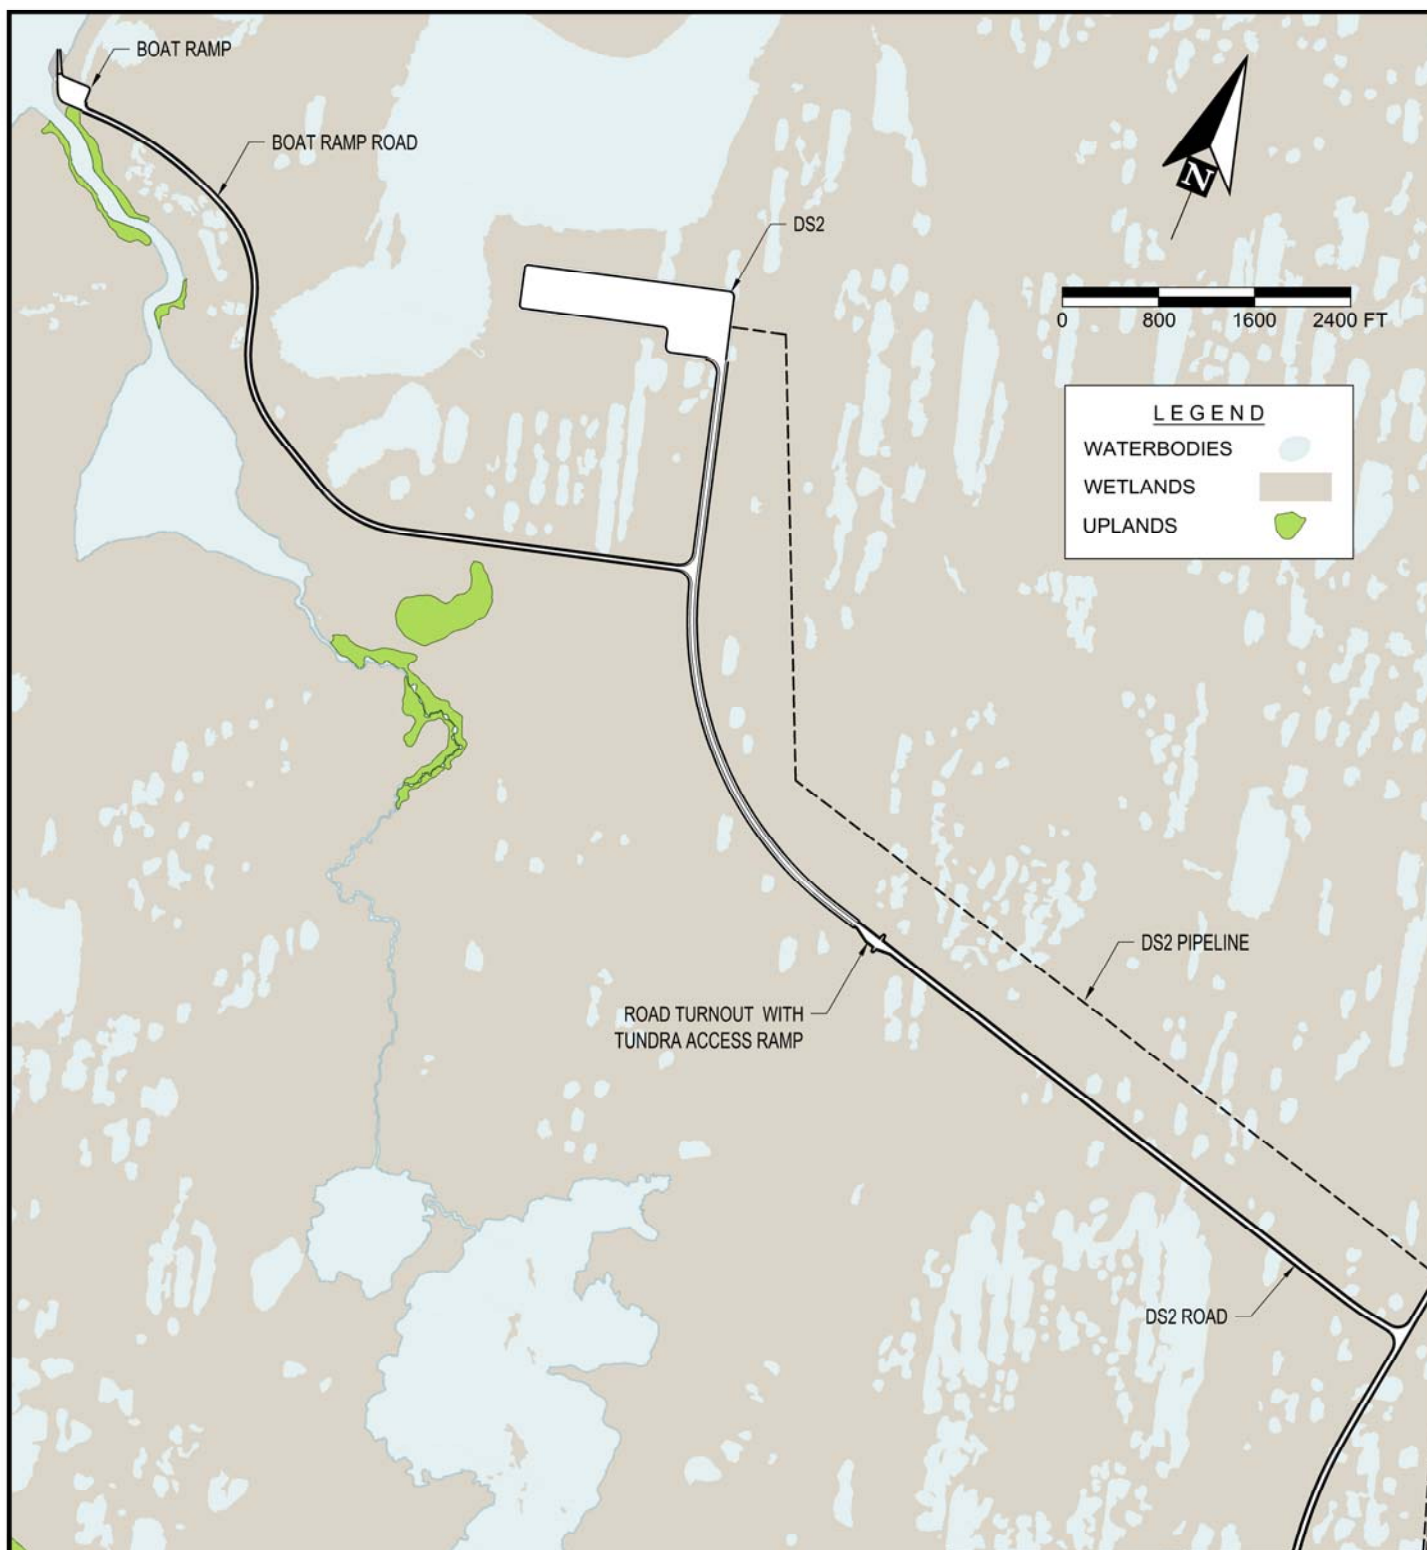 BOAT RAMP
BOAT RAMP ROAD
N
DS2
0 800 1600 2400 FT
LEGEND
WATERBODIES
WETLANDS
UPLANDS
DS2 PIPELINE
ROAD TURNOUT WITH
TUNDRA ACCESS RAMP
DS2 ROAD